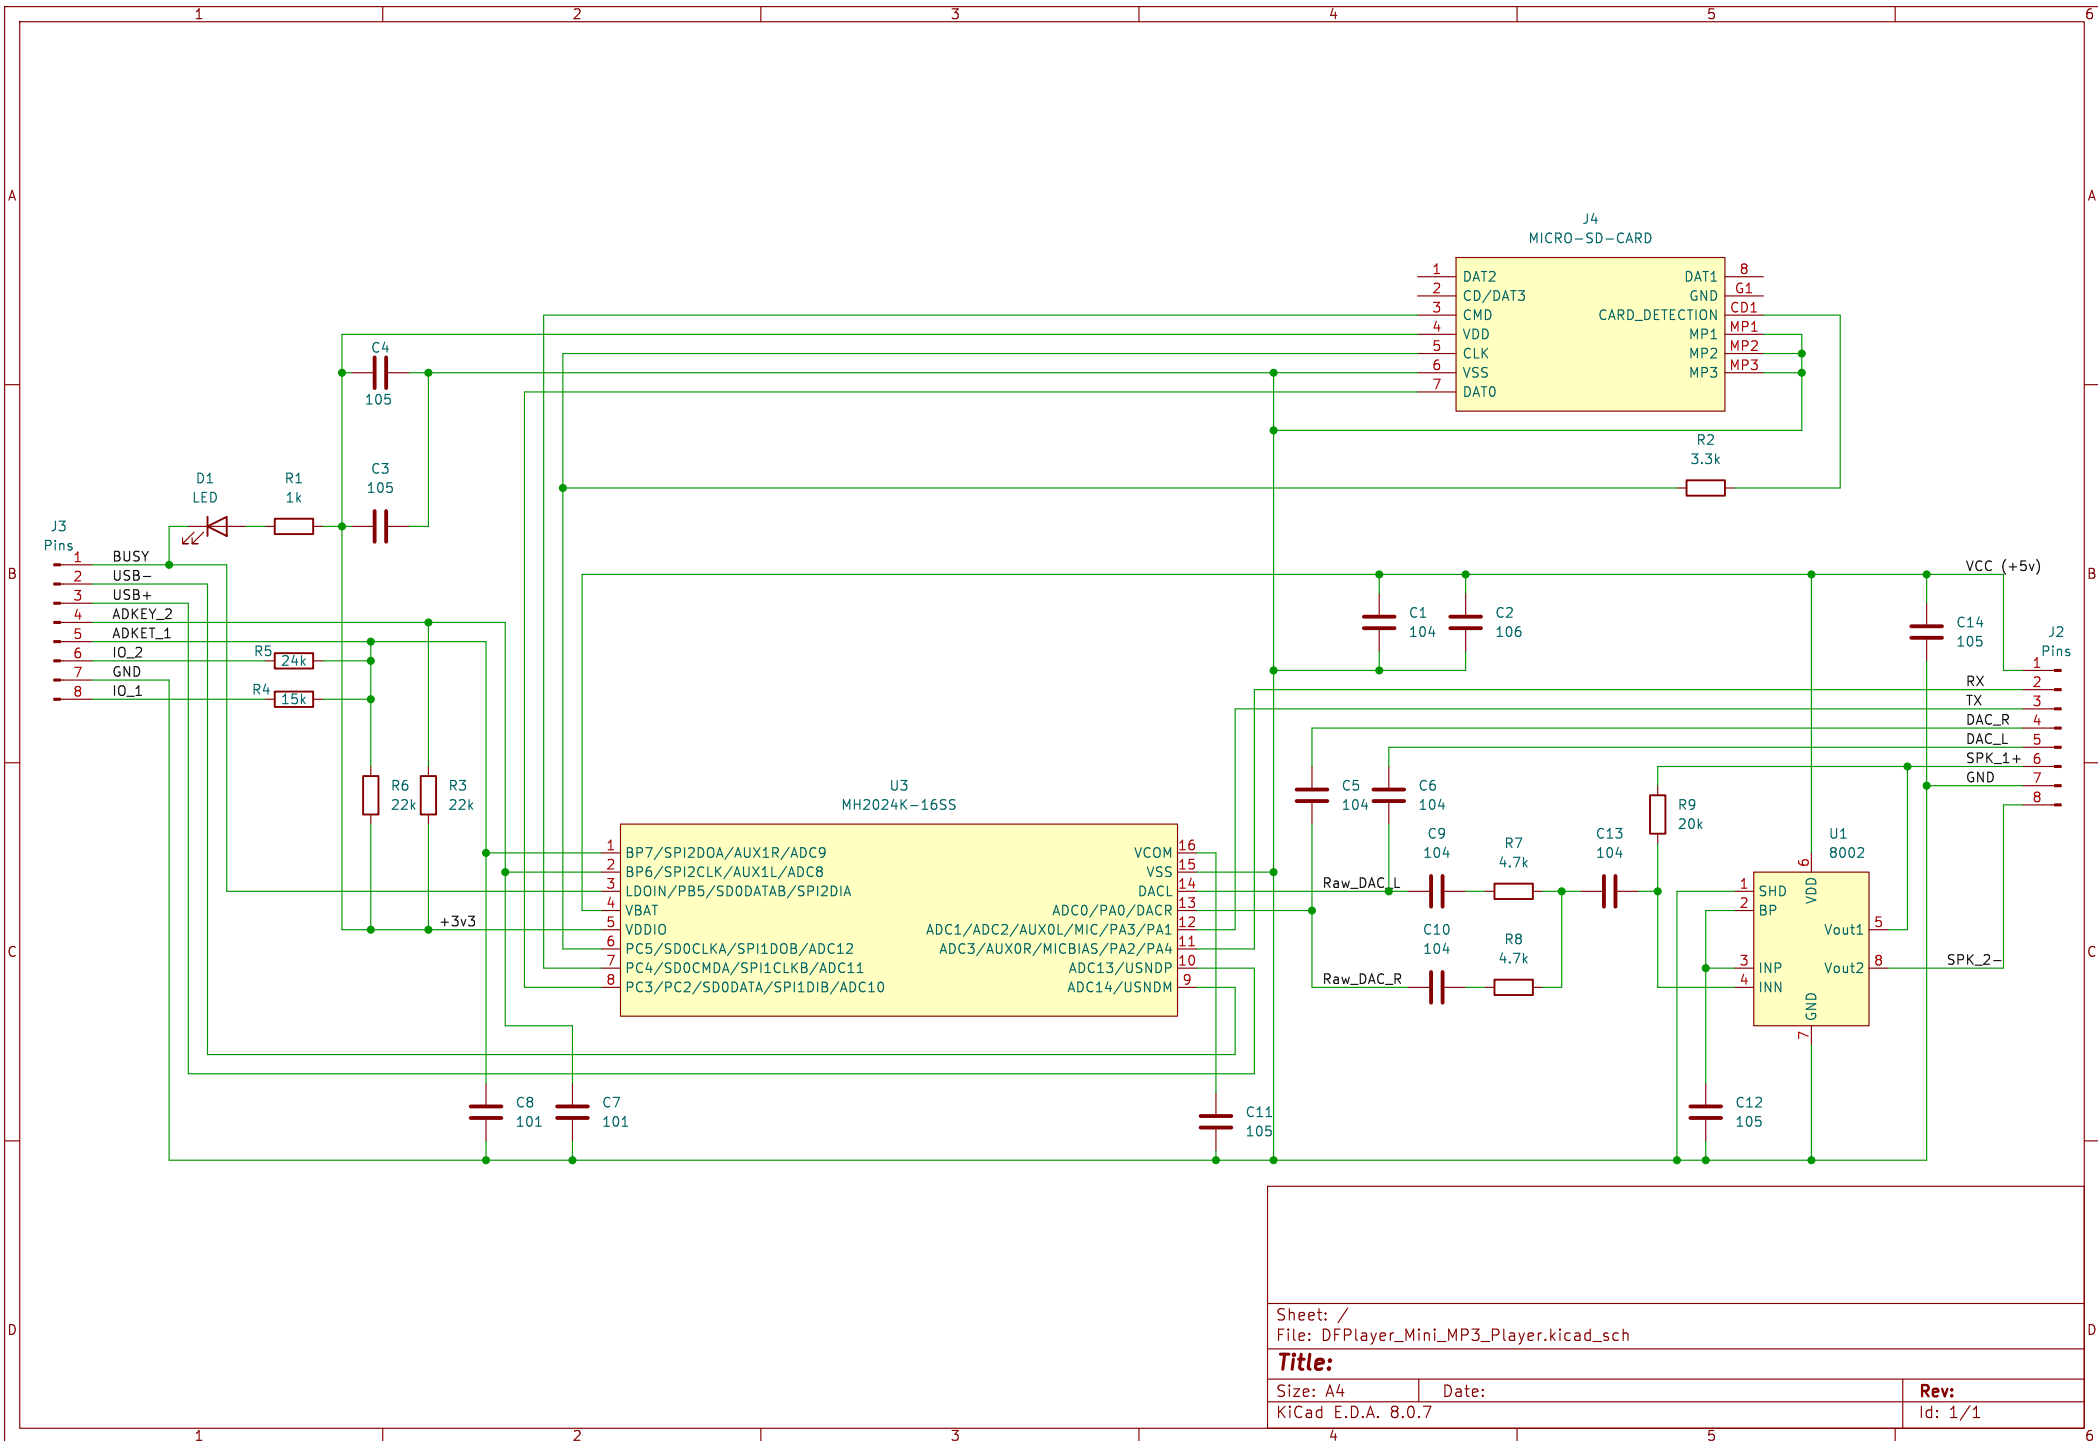 1 2 3 4 5 6
A A
J4
MICRO-SD-CARD
1 DAT2 DAT1 8
2 CD/DAT3 GND G1
3 CMD CARD_DETECTION CD1
4 VDD MP1 MP1
5 CLK MP2 MP2
6 VSS MP3 MP3
7 DAT0
C4
105
R2
3.3k
C3
105
D1
LED
R1
1k
J3
Pins
B B
1 BUSY
2 USB-
3 USB+
4 ADKEY_2
5 ADKET_1
6 IO_2
7 GND
8 IO_1
R5 24k
R4 15k
VCC (+5v)
C1
104
C2
106
C14
105
J2
Pins
1
RX 2
TX 3
DAC_R 4
DAC_L 5
SPK_1+ 6
GND 7
8
R6
22k
R3
22k
U3
MH2024K-16SS
1 BP7/SPI2DOA/AUX1R/ADC9 VCOM 16
2 BP6/SPI2CLK/AUX1L/ADC8 VSS 15
3 LDOIN/PB5/SD0DATAB/SPI2DIA DACL 14
4 VBAT ADC0/PA0/DACR 13
5 VDDIO ADC1/ADC2/AUX0L/MIC/PA3/PA1 12
6 PC5/SD0CLKA/SPI1DOB/ADC12 ADC3/AUX0R/MICBIAS/PA2/PA4 11
7 PC4/SD0CMDA/SPI1CLKB/ADC11 ADC13/USNDP 10
8 PC3/PC2/SD0DATA/SPI1DIB/ADC10 ADC14/USNDM 9
+3v3
C5
104
C6
104
C9
104
R7
4.7k
C13
104
R9
20k
Raw_DAC_L
C10
104
R8
4.7k
Raw_DAC_R
U1
8002
6 VDD
1 SHD
2 BP
Vout1 5
3 INP
Vout2 8
4 INN
GND 7
SPK_2-
C C
C8
101
C7
101
C11
105
C12
105
D D
Sheet: /
File: DFPlayer_Mini_MP3_Player.kicad_sch
Title:
Size: A4 Date: Rev:
KiCad E.D.A. 8.0.7 Id: 1/1
1 2 3 4 5 6